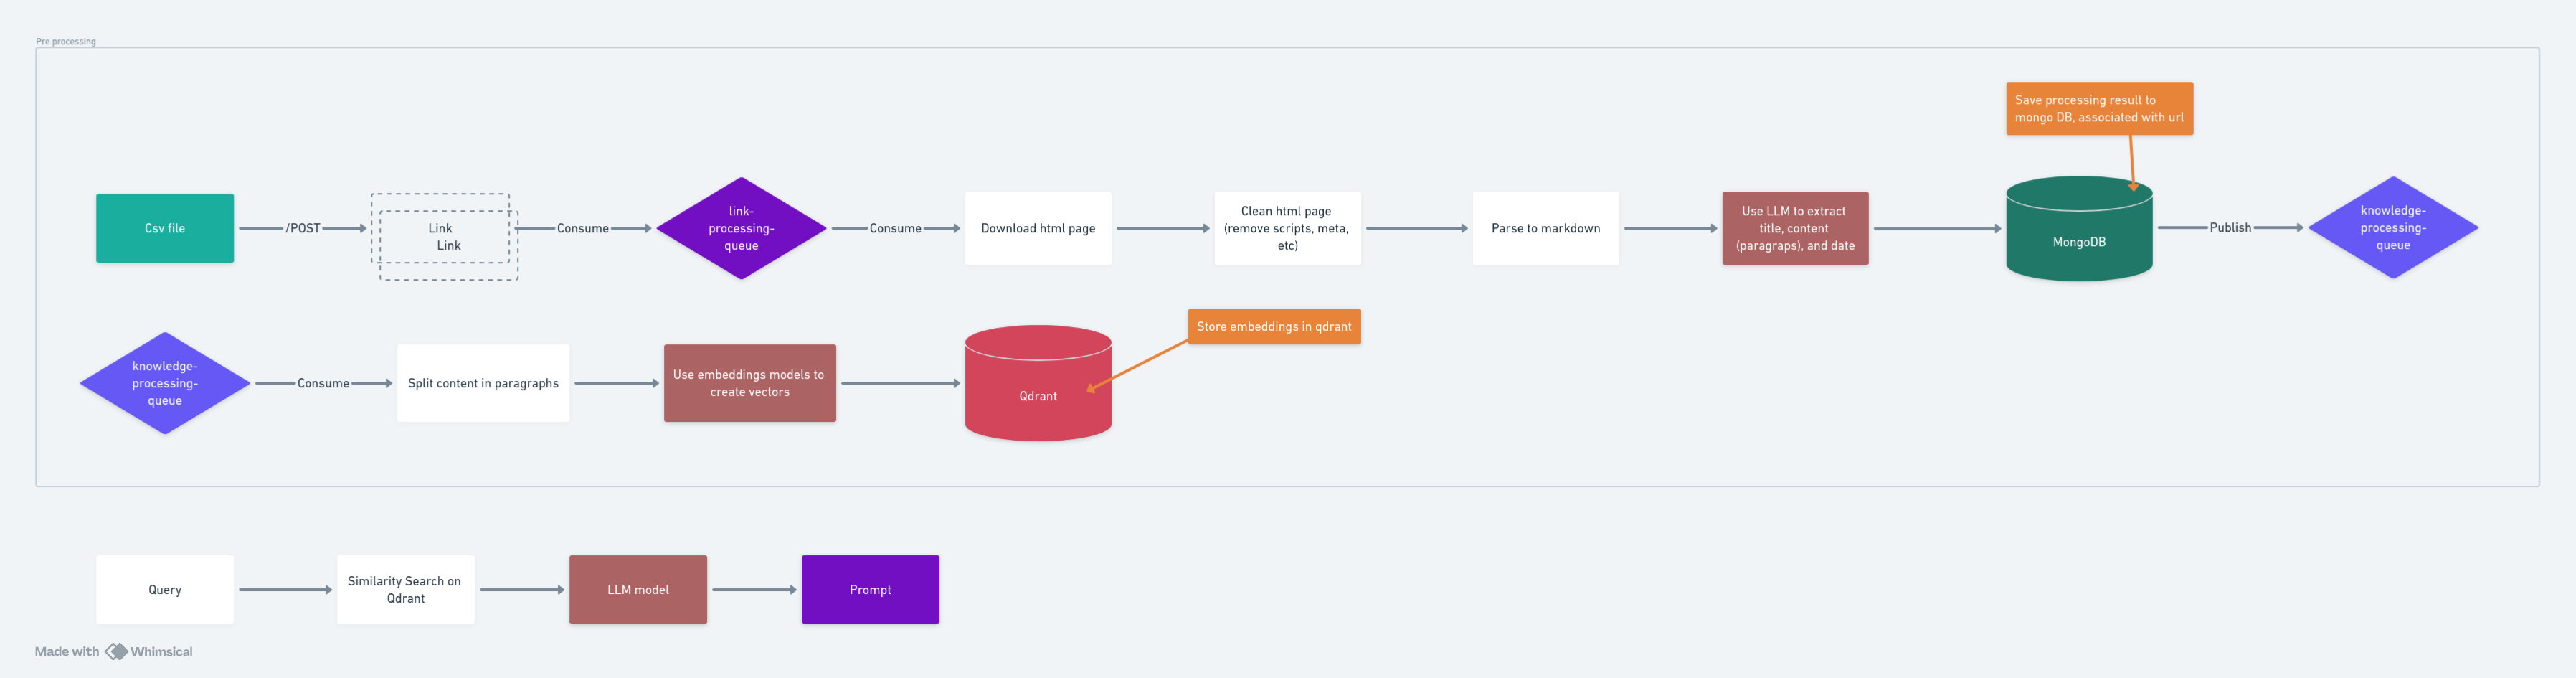 Pre processing
Save processing result to
mongo DB, associated with url
Csv file
/POST
Link
Link
Consume
link-
processing-
queue
Consume
Download html page
Clean html page
(remove scripts, meta,
etc)
Parse to markdown
Use LLM to extract
title, content
(paragraps), and date
MongoDB
Publish
knowledge-
processing-
queue
knowledge-
processing-
queue
Consume
Split content in paragraphs
Use embeddings models to
create vectors
Qdrant
Store embeddings in qdrant
Query
Similarity Search on
Qdrant
LLM model
Prompt
Made with Whimsical